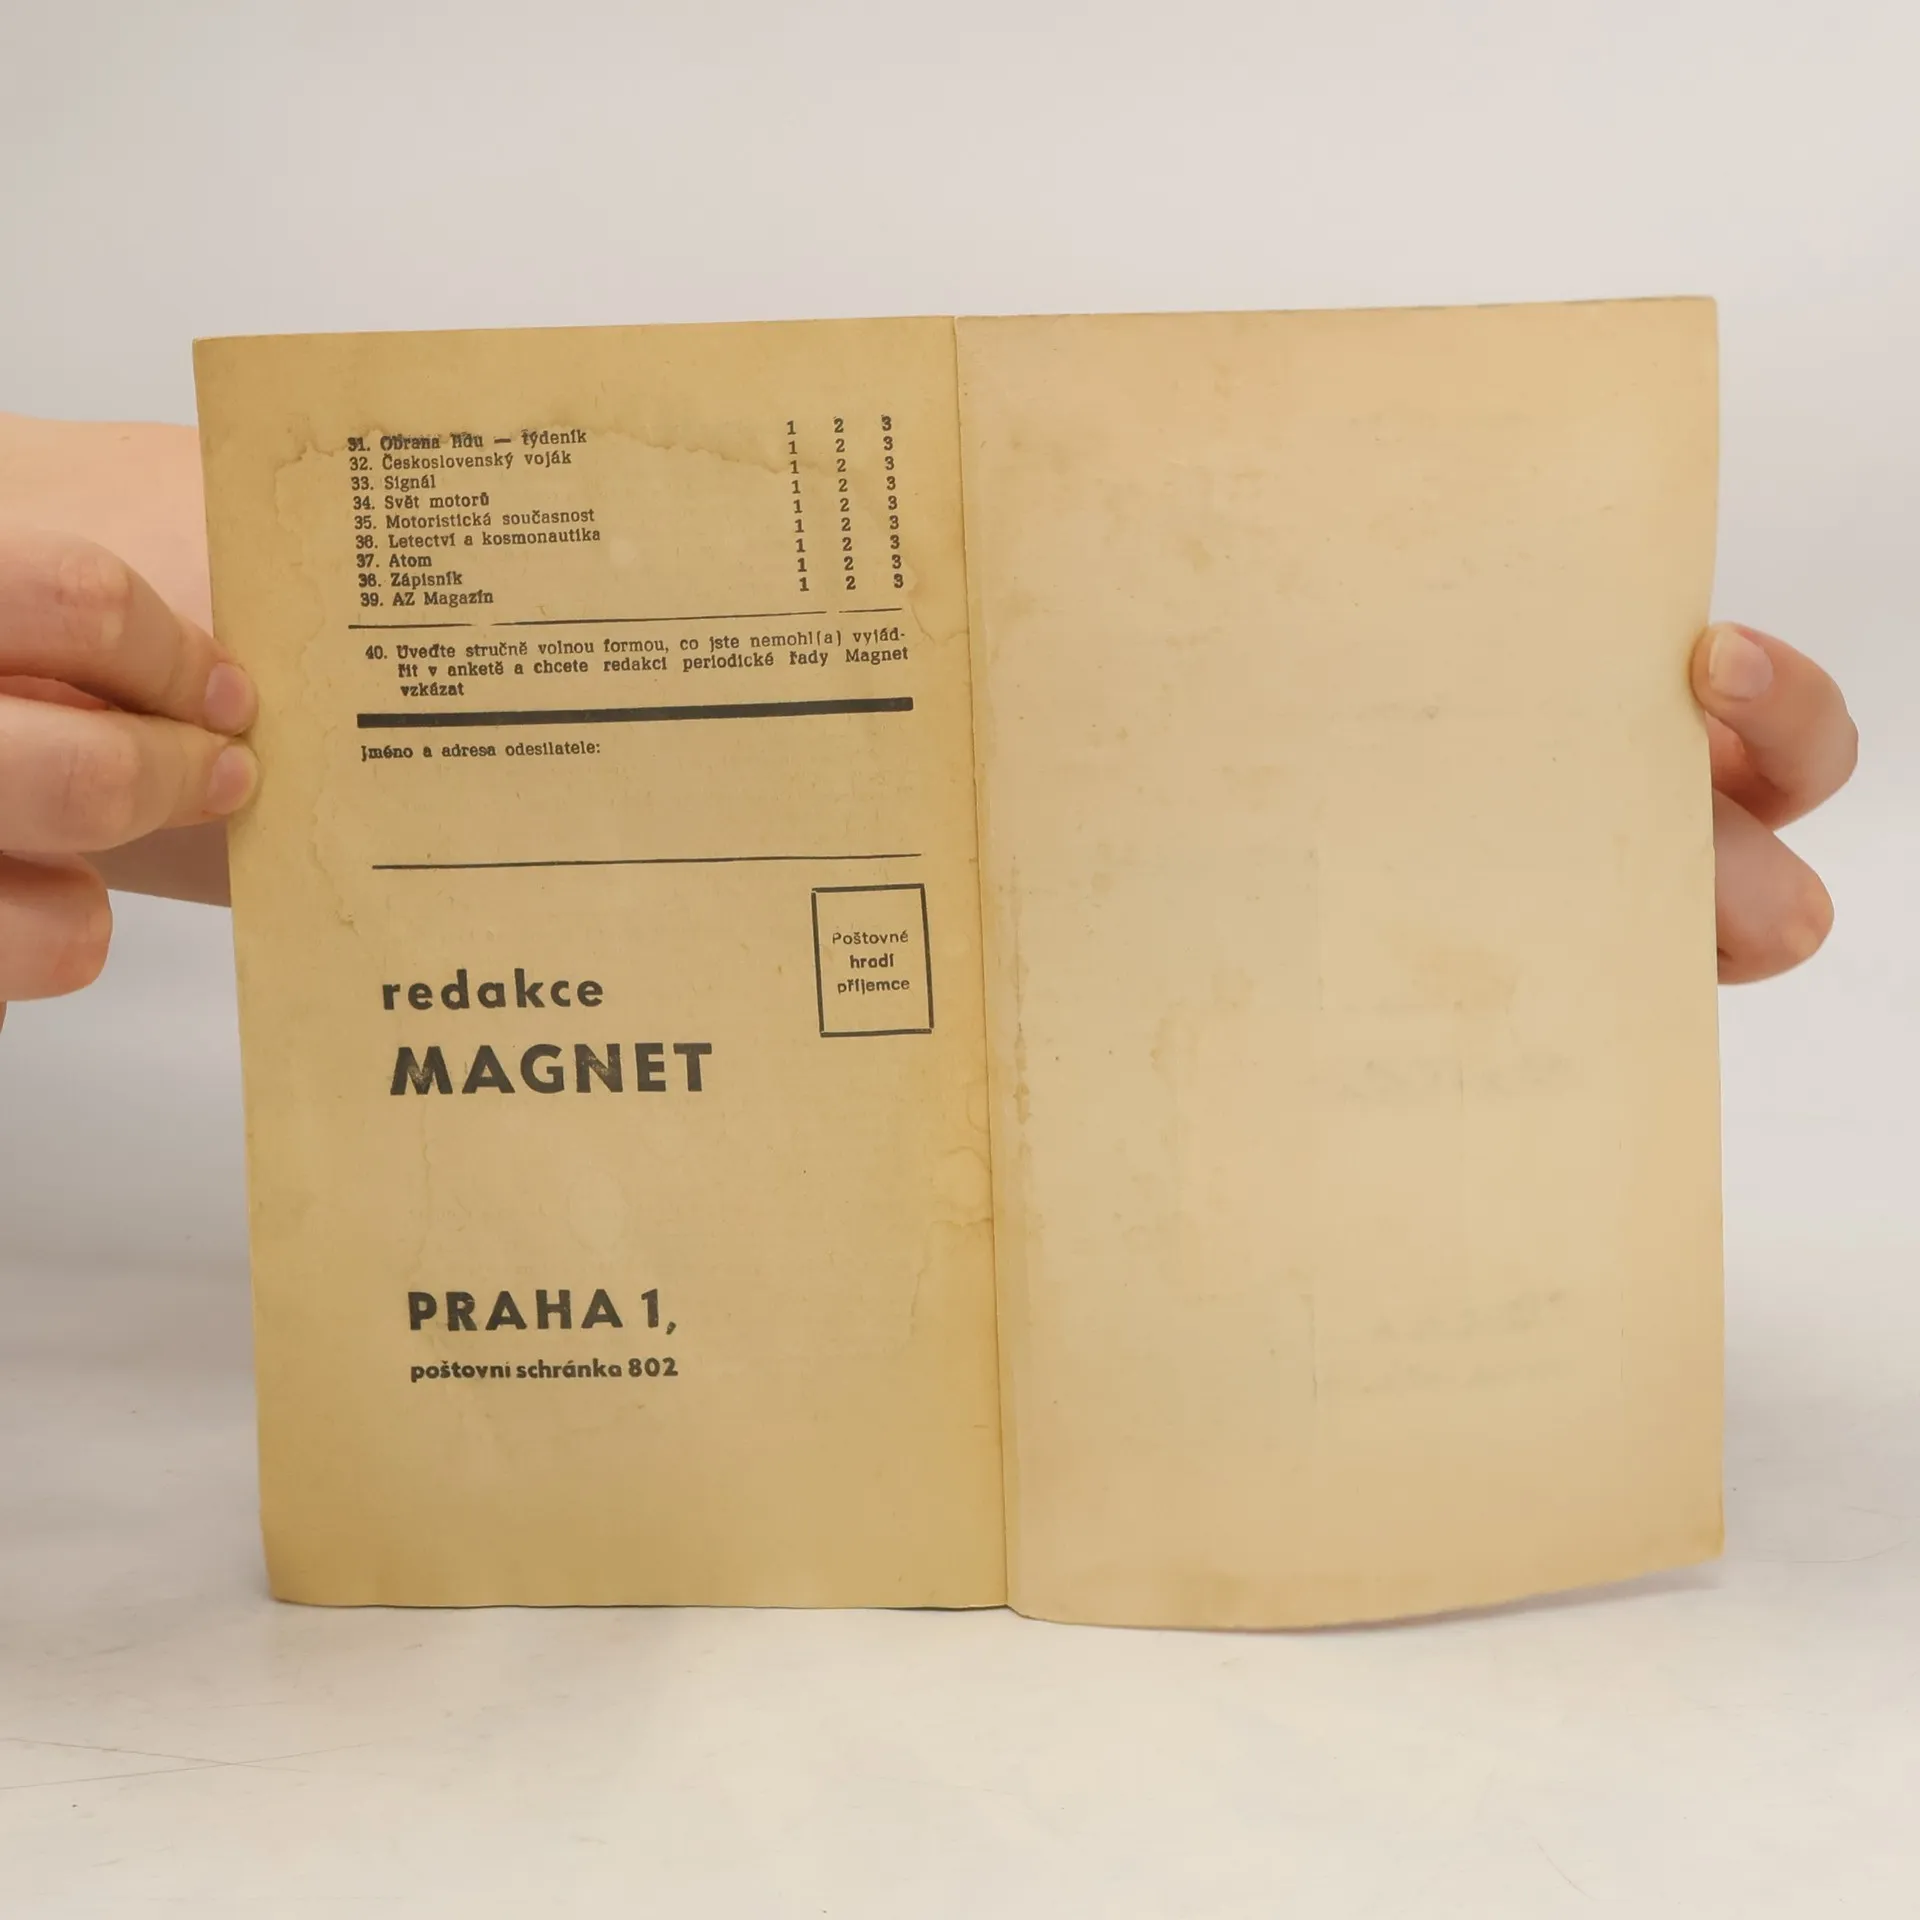 31. Obrana lidu — týdeník 1 2 3
32. Československý voják 1 2 3
33. Signál 1 2 3
34. Svět motorů 1 2 3
35. Motoristická současnost 1 2 3
36. Letectví a kosmonautika 1 2 3
37. Atom 1 2 3
38. Zápisník 1 2 3
39. AZ Magazín 1 2 3
40. Uveďte stručně volnou formou, co jste nemohl(a) vyjád-
řit v anketě a chcete redakci periodické řady Magnet
vzkázat
Jméno a adresa odesilatele:
Poštovné
hradí
příjemce
redakce
MAGNET
PRAHA 1,
poštovní schránka 802